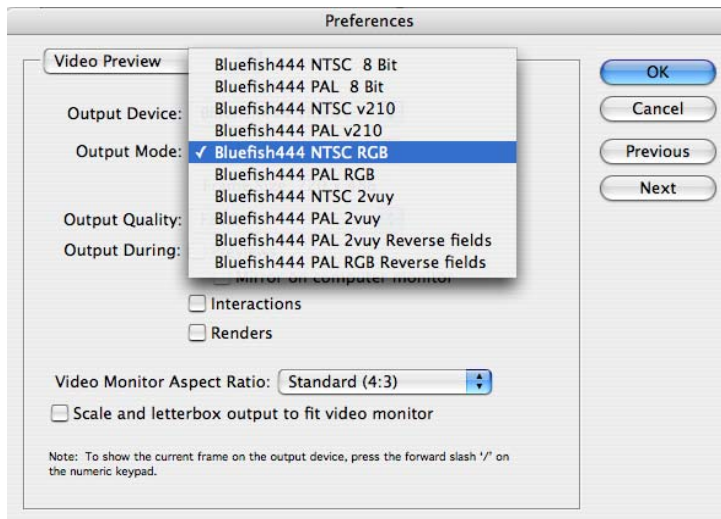 Preferences
Video Preview
Bluefish444 NTSC 8 Bit
Bluefish444 PAL 8 Bit
Output Device:
Bluefish444 NTSC v210
Bluefish444 PAL v210
Output Mode: ✓ Bluefish444 NTSC RGB
Bluefish444 PAL RGB
Bluefish444 NTSC 2vuy
Output Quality:
Bluefish444 PAL 2vuy
Output During:
Bluefish444 PAL 2vuy Reverse fields
Bluefish444 PAL RGB Reverse fields
Mirror on computer monitor
Interactions
Renders
Video Monitor Aspect Ratio: Standard (4:3)
Scale and letterbox output to fit video monitor
Note: To show the current frame on the output device, press the forward slash '/' on
the numeric keypad.
OK
Cancel
Previous
Next